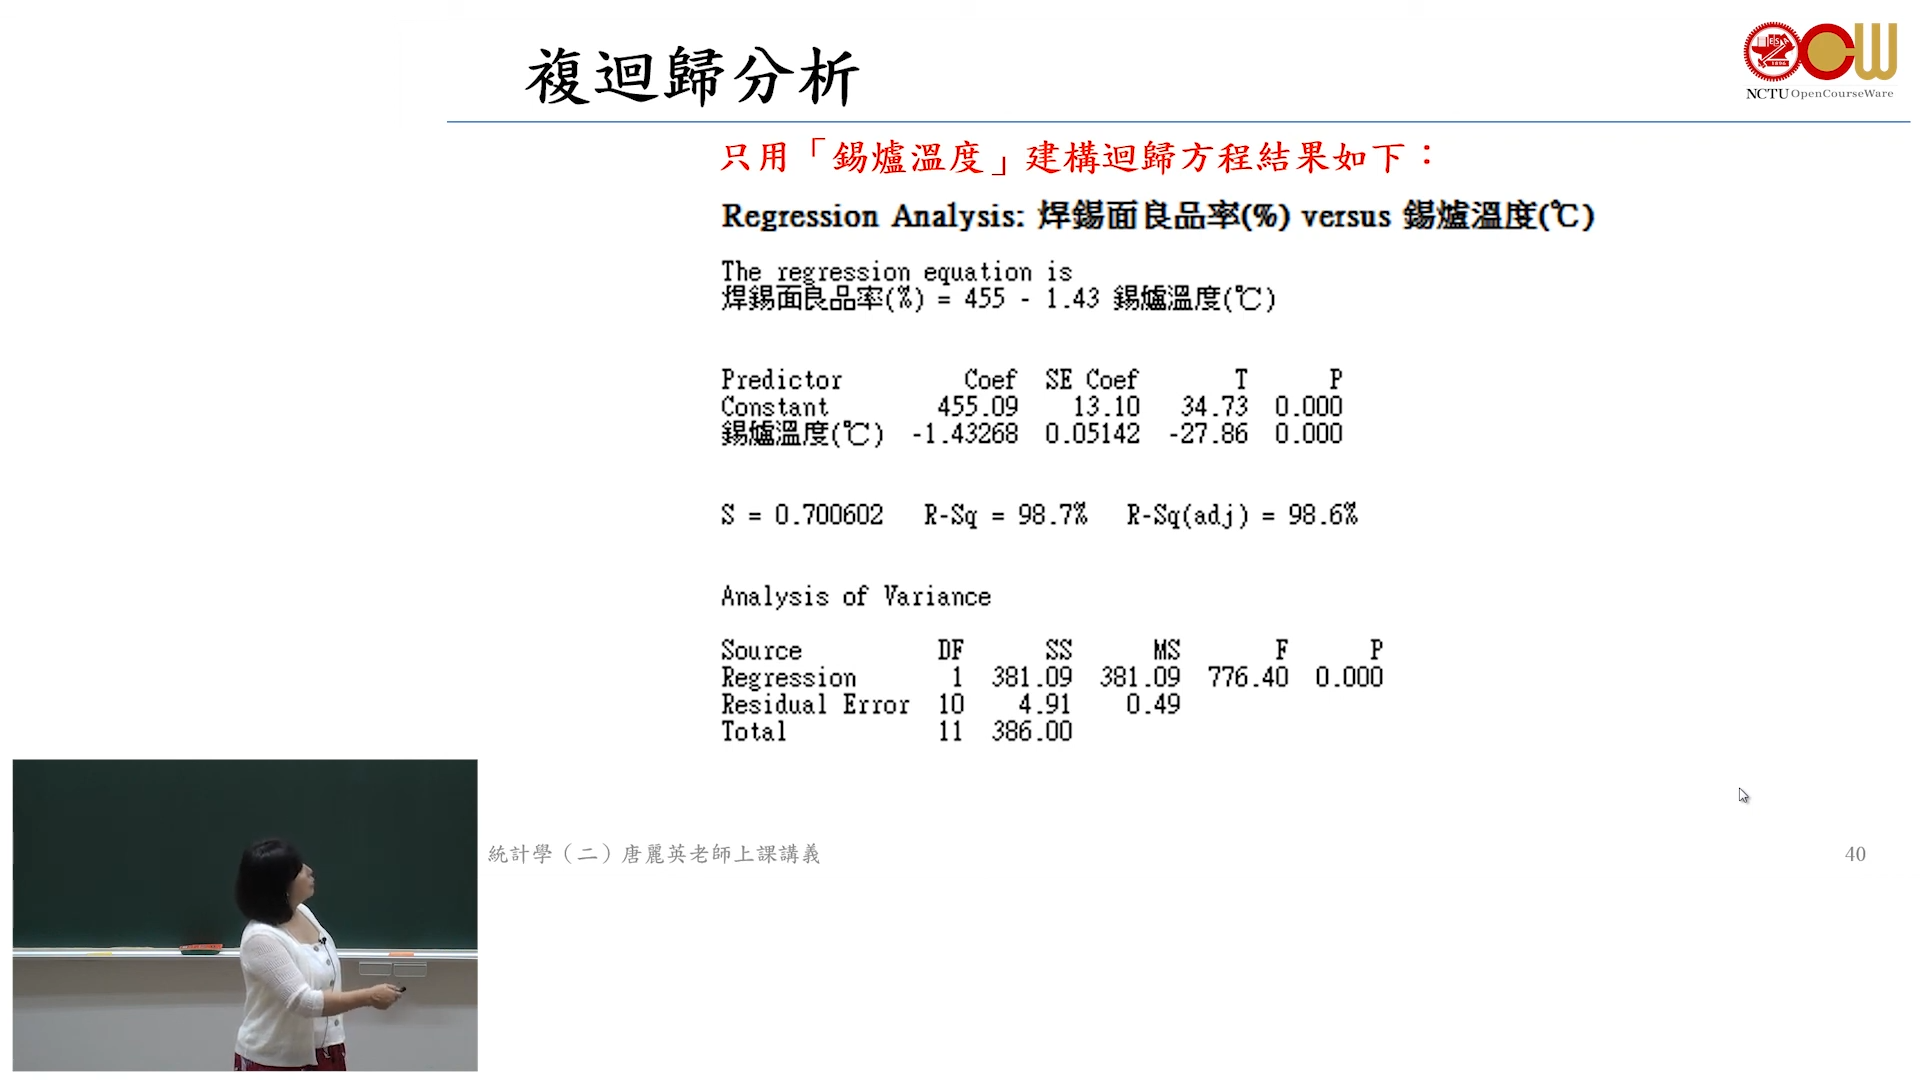 複迴歸分析
NCTU OpenCourseWare
只用「錫爐溫度」建構迴歸方程結果如下：
Regression Analysis: 焊錫面良品率(%) versus 錫爐溫度(℃)
The regression equation is
焊錫面良品率(%) = 455 - 1.43 錫爐溫度(℃)
Predictor Coef SE Coef T P
Constant 455.09 13.10 34.73 0.000
錫爐溫度(℃) -1.43268 0.05142 -27.86 0.000
S = 0.700602 R-Sq = 98.7% R-Sq(adj) = 98.6%
Analysis of Variance
Source DF SS MS F P
Regression 1 381.09 381.09 776.40 0.000
Residual Error 10 4.91 0.49
Total 11 386.00
統計學（二）唐麗英老師上課講義
40